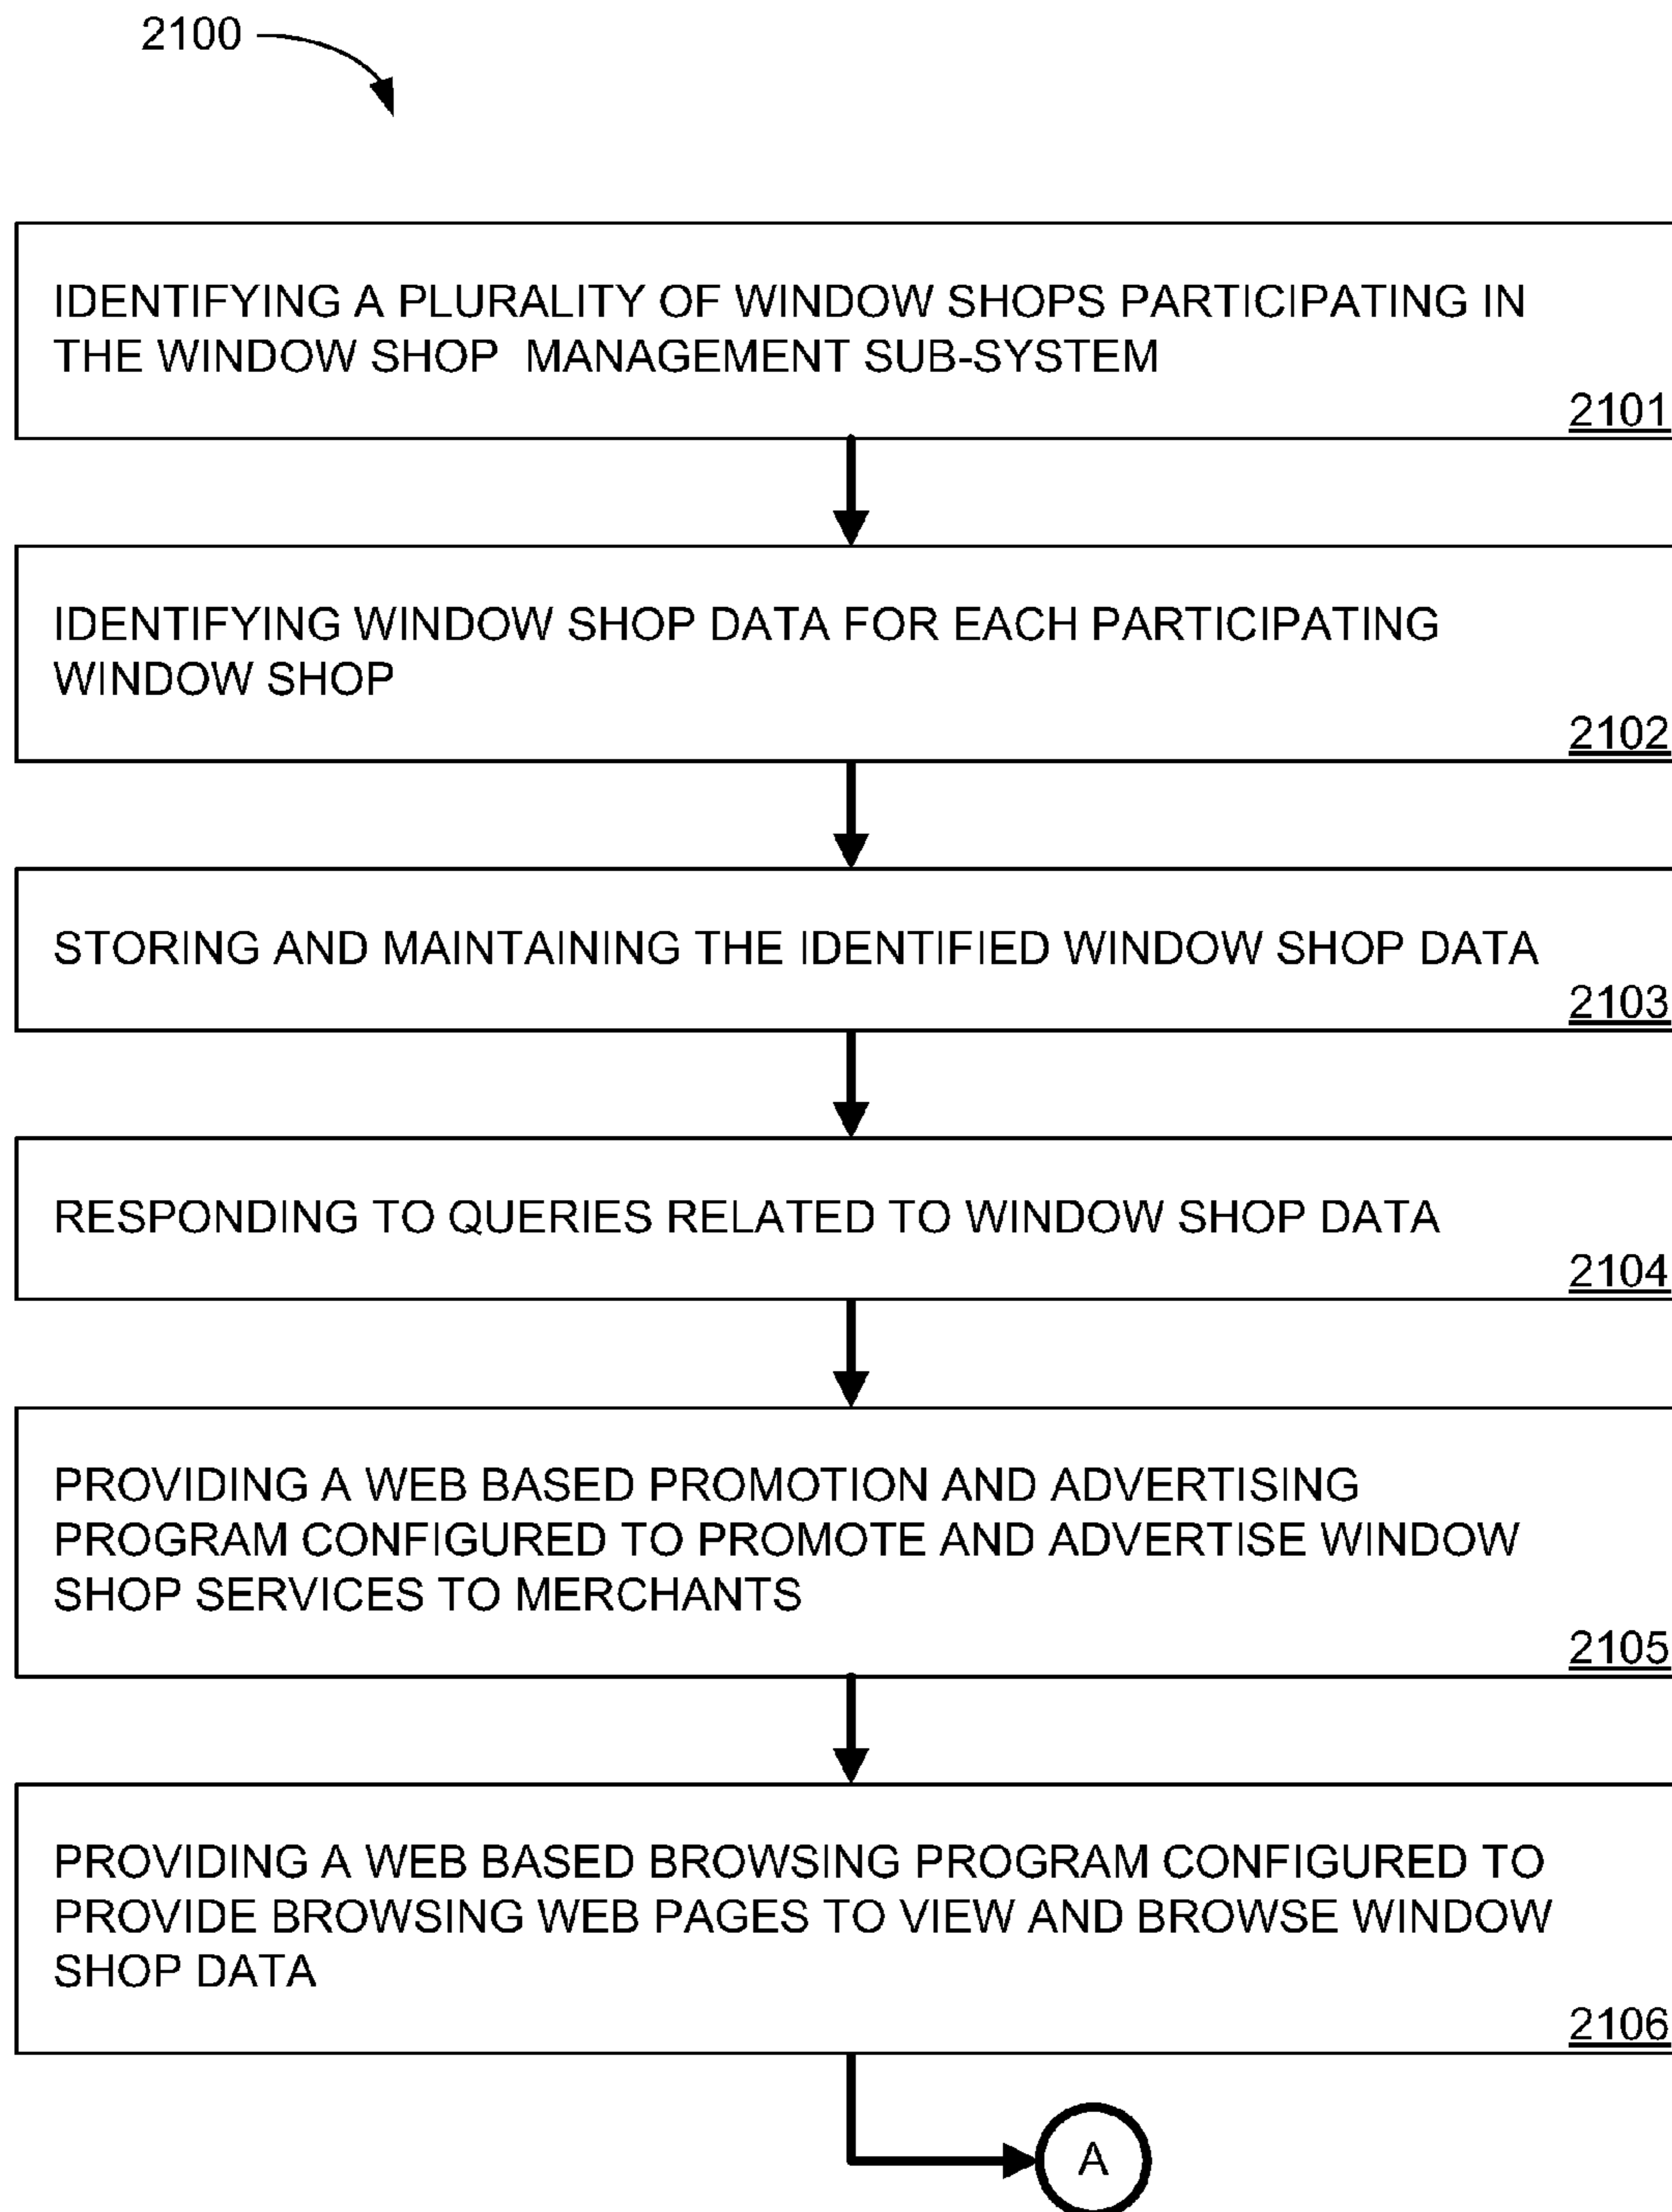 2100
IDENTIFYING A PLURALITY OF WINDOW SHOPS PARTICIPATING IN
THE WINDOW SHOP MANAGEMENT SUB-SYSTEM
2101
IDENTIFYING WINDOW SHOP DATA FOR EACH PARTICIPATING
WINDOW SHOP
2102
STORING AND MAINTAINING THE IDENTIFIED WINDOW SHOP DATA
2103
RESPONDING TO QUERIES RELATED TO WINDOW SHOP DATA
2104
PROVIDING A WEB BASED PROMOTION AND ADVERTISING
PROGRAM CONFIGURED TO PROMOTE AND ADVERTISE WINDOW
SHOP SERVICES TO MERCHANTS
2105
PROVIDING A WEB BASED BROWSING PROGRAM CONFIGURED TO
PROVIDE BROWSING WEB PAGES TO VIEW AND BROWSE WINDOW
SHOP DATA
2106
A